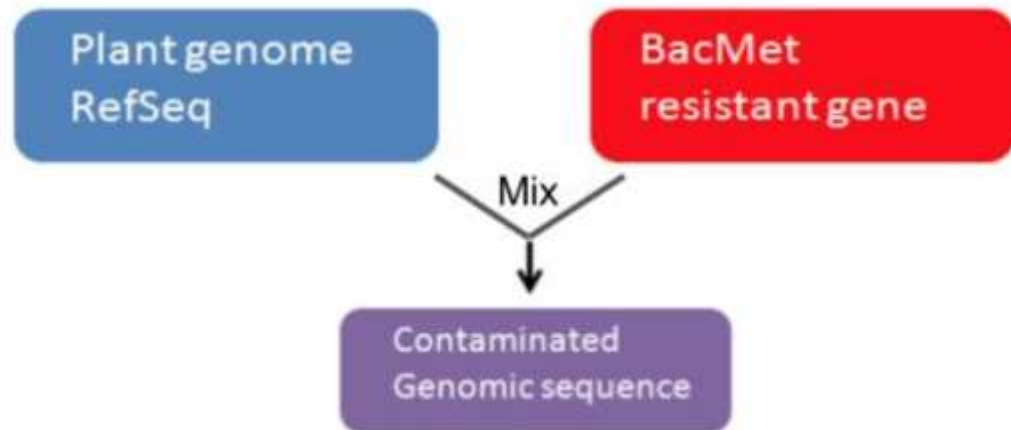 Plant genome
RefSeq
BacMet
resistant gene
Mix
Contaminated
Genomic sequence